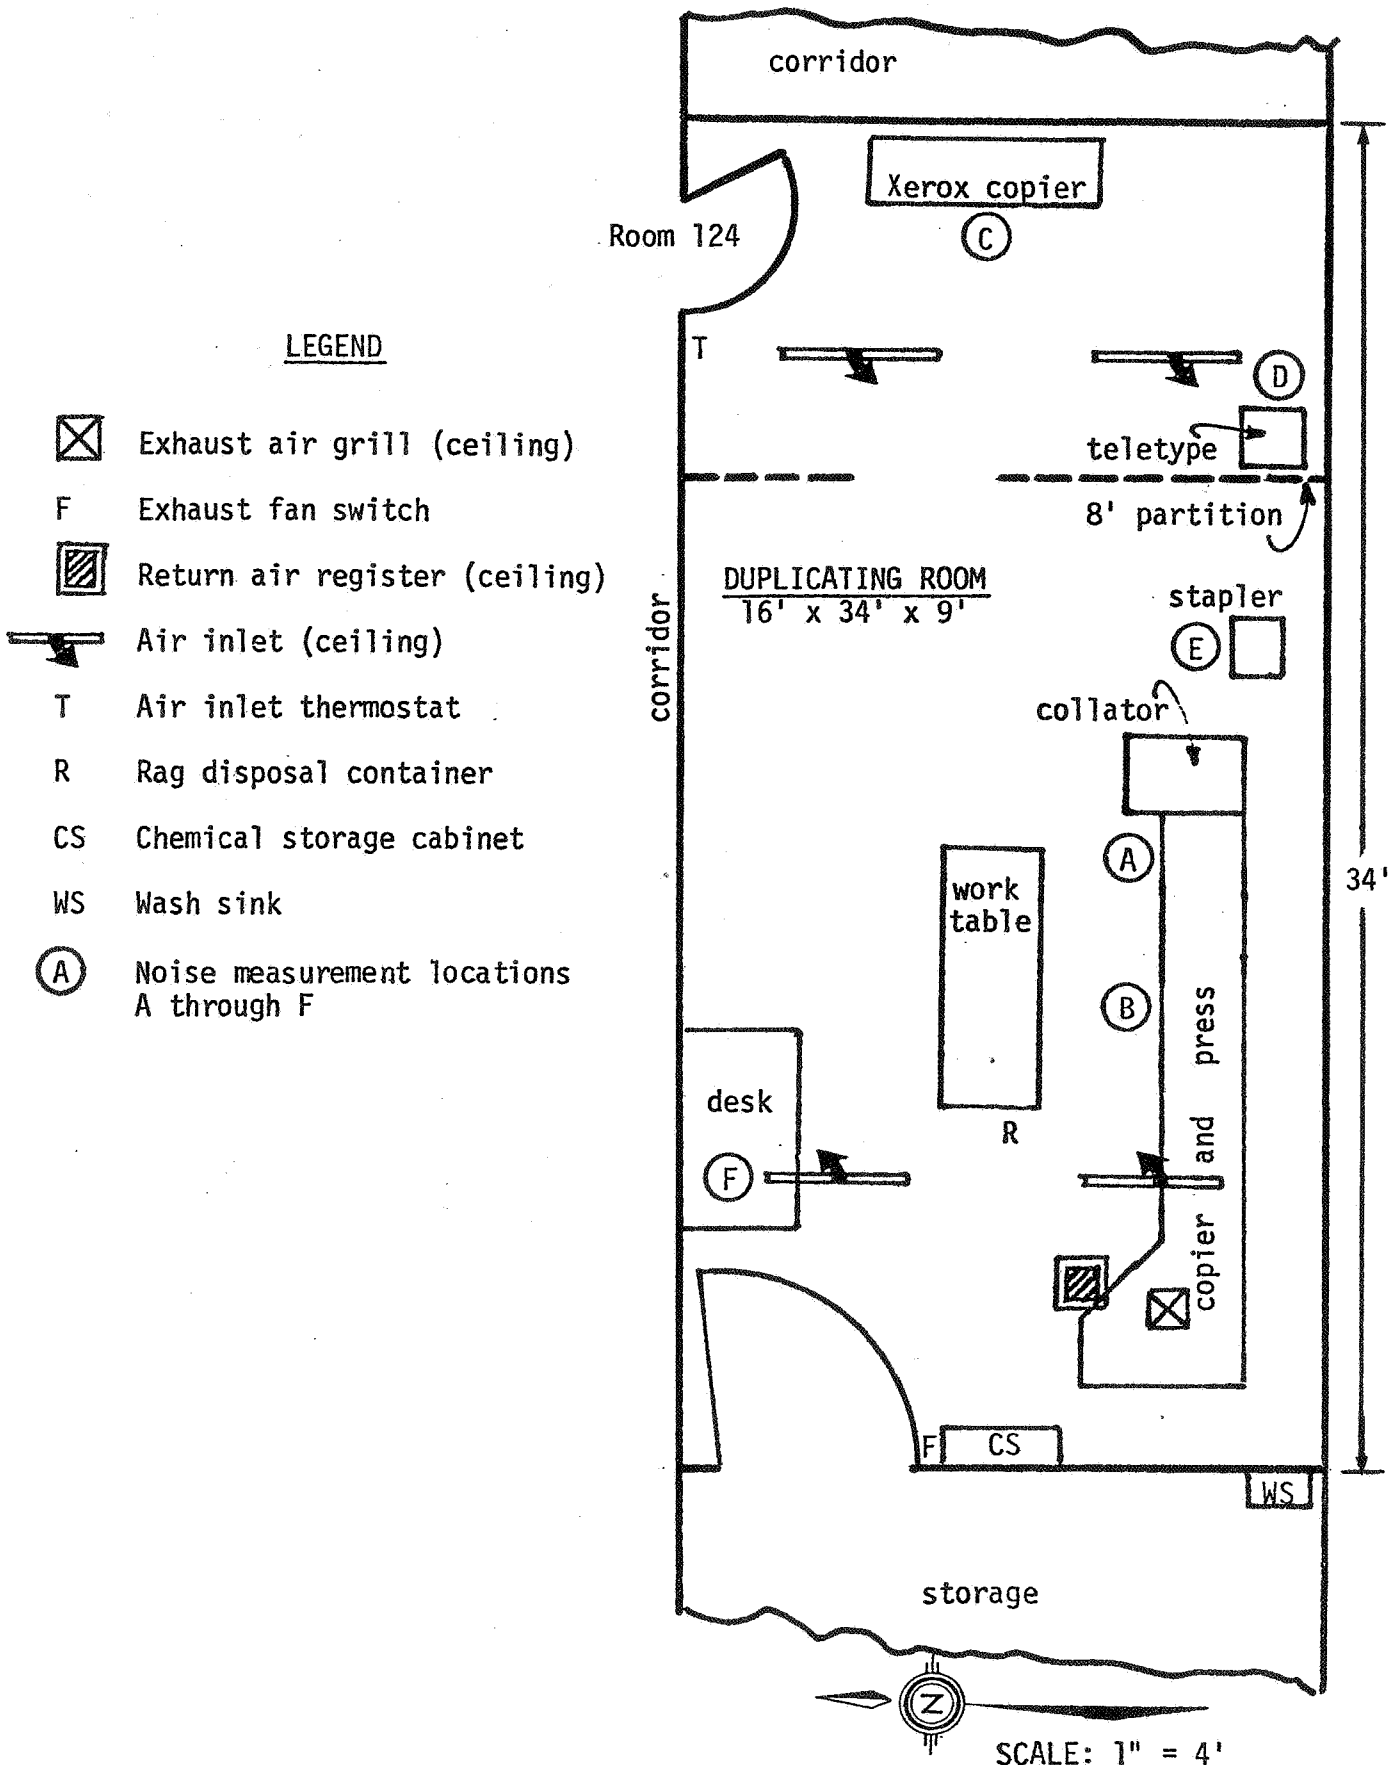 corridor
Xerox copier
Room 124
C
LEGEND
T
D
Exhaust air grill (ceiling)
teletype
F Exhaust fan switch
8' partition
Return air register (ceiling)
DUPLICATING ROOM
16' x 34' x 9'
stapler
E
corridor
Air inlet (ceiling)
T Air inlet thermostat
collator
R Rag disposal container
CS Chemical storage cabinet
A
34'
work
table
WS Wash sink
A Noise measurement locations
A through F
B
copier and press
desk
R
F
F
CS
WS
storage
N
SCALE: 1" = 4'